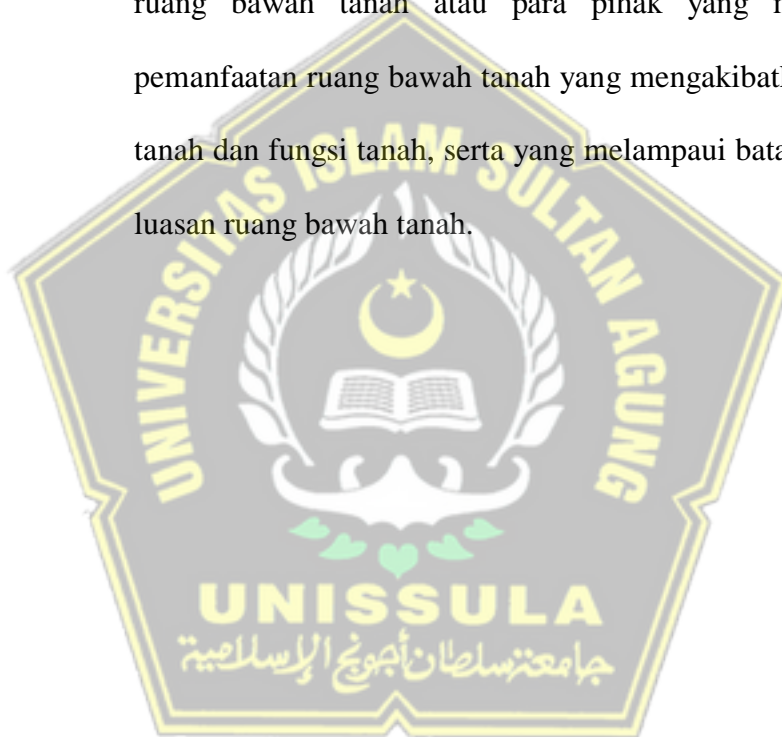 ruang bawah tanah atau para pihak yang
pemanfaatan ruang bawah tanah yang
tanah dan fungsi tanah, serta yang melampaui
luasan ruang bawah tanah.
UNIVERSITAS ISLAM SULTAN AGUNG
UNISSULA
جامعة سلطان أجونج الإسلامية